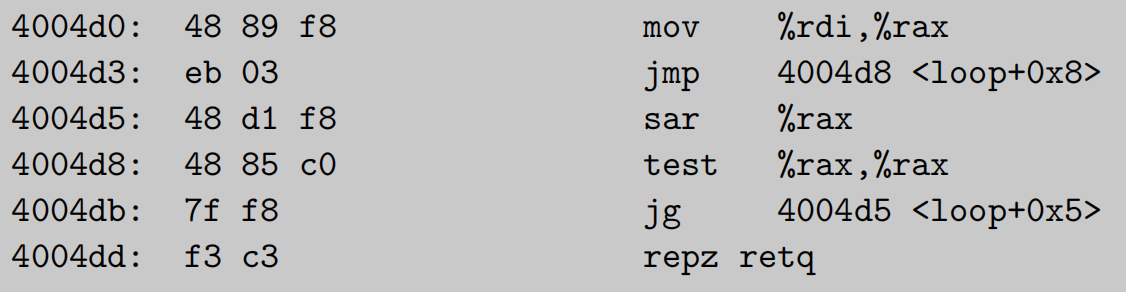 4004d0: 48 89 f8 mov %rdi,%rax
4004d3: eb 03 jmp 4004d8 <loop+0x8>
4004d5: 48 d1 f8 sar %rax
4004d8: 48 85 c0 test %rax,%rax
4004db: 7f f8 jg 4004d5 <loop+0x5>
4004dd: f3 c3 repz retq